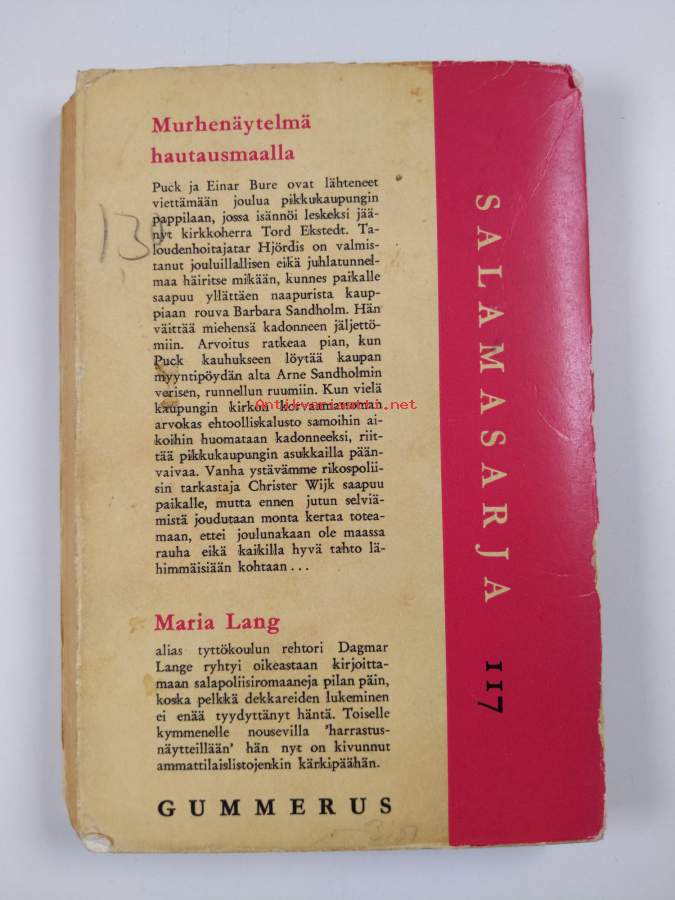 Murhenäytelmä
hautausmaalla
Puck ja Einar Bure ovat lähteneet
viettämään joulua pikkukaupungin
pappilaan, jossa isännöi leskeksi jää-
nyt kirkkoherra Tord Ekstedt. Ta-
loudenhoitajatar Hjördis on valmis-
tanut jouluillallisen eikä juhlatunnel-
maa häiritse mikään, kunnes paikalle
saapuu yllättäen naapurista kaup-
piaan rouva Barbara Sandholm. Hän
väittää miehensä kadonneen jäljettö-
miin. Arvoitus ratkeaa pian, kun
Puck kauhukseen löytää kaupan
myyntipöydän alta Arne Sandholmin
verisen, runnellun ruumiin. Kun vielä
kaupungin kirkon korvaamattoman
Antikvariaatti.net
arvokas ehtoolliskalusto samoihin ai-
koihin huomataan kadonneeksi, riit-
tää pikkukaupungin asukkailla pään-
vaivaa. Vanha ystävämme rikospolii-
sin tarkastaja Christer Wijk saapuu
paikalle, mutta ennen jutun selviä-
mistä joudutaan monta kertaa totea-
maan, ettei joulunakaan ole maassa
rauha eikä kaikilla hyvä tahto lä-
himmäisiään kohtaan...
Maria Lang
alias tyttökoulun rehtori Dagmar
Lange ryhtyi oikeastaan kirjoitta-
maan salapoliisiromaaneja pilan päin,
koska pelkkä dekkareiden lukeminen
ei enää tyydyttänyt häntä. Toiselle
kymmenelle nousevilla 'harrastus-
näytteillään' hän nyt on kivunnut
ammattilaislistojenkin kärkipäähän.
GUMMERUS
SALAMASARJA 117